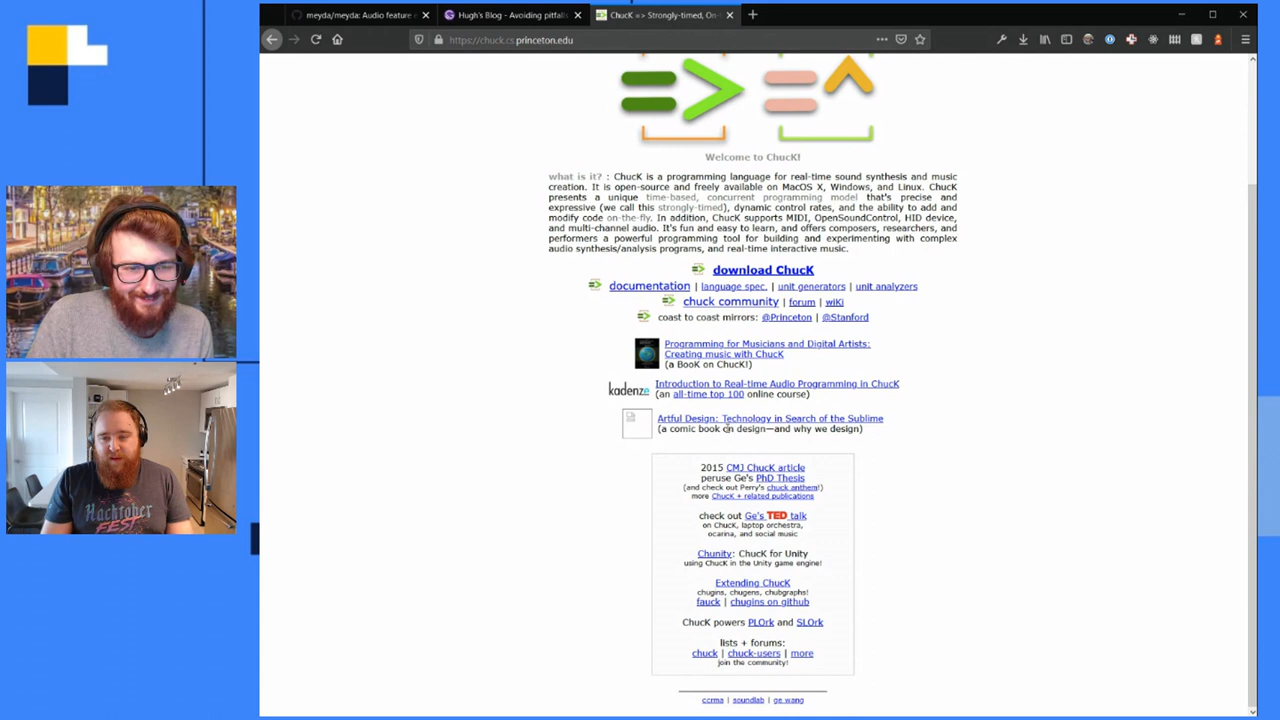 meyda/meyda: Audio feature e
Hugh's Blog - Avoiding pitfalls
ChucK => Strongly-timed, On-
https://chuck.cs.princeton.edu
Welcome to ChucK!
what is it? : ChucK is a programming language for real-time sound synthesis and music
creation. It is open-source and freely available on MacOS X, Windows, and Linux. ChucK
presents a unique time-based, concurrent programming model that's precise and
expressive (we call this strongly-timed), dynamic control rates, and the ability to add and
modify code on-the-fly. In addition, ChucK supports MIDI, OpenSoundControl, HID device,
and multi-channel audio. It's fun and easy to learn, and offers composers, researchers, and
performers a powerful programming tool for building and experimenting with complex
audio synthesis/analysis programs, and real-time interactive music.
download ChucK
documentation | language spec. | unit generators | unit analyzers
chuck community | forum | wiKi
coast to coast mirrors: @Princeton | @Stanford
Programming for Musicians and Digital Artists:
Creating music with ChucK
(a BooK on ChucK!)
kadenze
Introduction to Real-time Audio Programming in ChucK
(an all-time top 100 online course)
Artful Design: Technology in Search of the Sublime
(a comic book on design—and why we design)
2015 CMJ ChucK article
peruse Ge's PhD Thesis
(and check out Perry's chuck anthem!)
more ChucK + related publications
check out Ge's TED talk
on ChucK, laptop orchestra,
ocarina, and social music
Chunity: ChucK for Unity
using ChucK in the Unity game engine!
Extending ChucK
chugins, chugens, chubgraphs!
fauck | chugins on github
ChucK powers PLOrk and SLOrk
lists + forums:
chuck | chuck-users | more
join the community!
ccrma | soundlab | ge wang
Hacktober
FEST